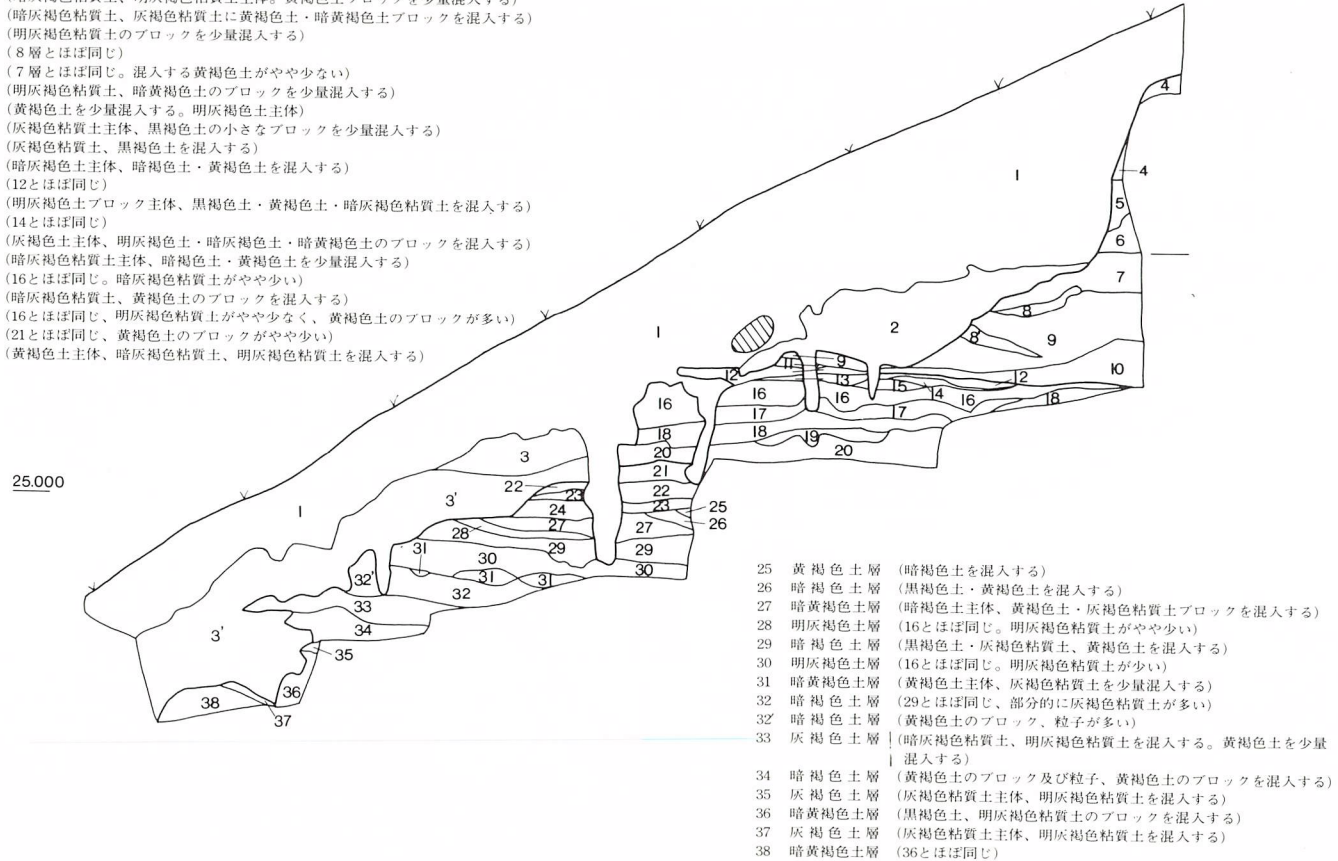 (暗灰褐色粘質土、灰褐色粘質土に黄褐色土・暗黄褐色土ブロックを混入する)
(明灰褐色粘質土のブロックを少量混入する)
(8層とほぼ同じ)
(7層とほぼ同じ。混入する黄褐色土がやや少ない)
(明灰褐色粘質土、暗黄褐色土のブロックを少量混入する)
(黄褐色土を少量混入する。明灰褐色土主体)
(灰褐色粘質土主体、黒褐色土の小さなブロックを少量混入する)
(灰褐色粘質土、黒褐色土を混入する)
(暗灰褐色土主体、暗褐色土・黄褐色土を混入する)
(12とほぼ同じ)
(明灰褐色土ブロック主体、黒褐色土・黄褐色土・暗灰褐色粘質土を混入する)
(14とほぼ同じ)
(灰褐色土主体、明灰褐色土・暗灰褐色土・暗黄褐色土のブロックを混入する)
(暗灰褐色粘質土主体、暗褐色土・黄褐色土を少量混入する)
(16とほぼ同じ。暗灰褐色粘質土がやや少い)
(暗灰褐色粘質土、黄褐色土のブロックを混入する)
(16とほぼ同じ、明灰褐色粘質土がやや少なく、黄褐色土のブロックが多い)
(21とほぼ同じ、黄褐色土のブロックがやや少い)
(黄褐色土主体、暗灰褐色粘質土、明灰褐色粘質土を混入する)
4
4
1
5
6
7
8
2
1
8'
9
9
11
12
13
12
10
15
14
16
16
16
18
17
17
18
18
19
20
20
21
3
22
22
23
23
25
3'
24
26
1
27
27
28
29
29
31
30
30
31
31
32'
32
33
34
3'
35
36
38
37
25.000
25 黄褐色土層 (暗褐色土を混入する)
26 暗褐色土層 (黒褐色土・黄褐色土を混入する)
27 暗黄褐色土層 (暗褐色土主体、黄褐色土・灰褐色粘質土ブロックを混入する)
28 明灰褐色土層 (16とほぼ同じ。明灰褐色粘質土がやや少い)
29 暗褐色土層 (黒褐色土・灰褐色粘質土、黄褐色土を混入する)
30 明灰褐色土層 (16とほぼ同じ。明灰褐色粘質土が少い)
31 暗黄褐色土層 (黄褐色土主体、灰褐色粘質土を少量混入する)
32 暗褐色土層 (29とほぼ同じ、部分的に灰褐色粘質土が多い)
32' 暗褐色土層 (黄褐色土のブロック、粒子が多い)
33 灰褐色土層 (暗灰褐色粘質土、明灰褐色粘質土を混入する。黄褐色土を少量
混入する)
34 暗褐色土層 (黄褐色土のブロック及び粒子、黄褐色土のブロックを混入する)
35 灰褐色土層 (灰褐色粘質土主体、明灰褐色粘質土を混入する)
36 暗黄褐色土層 (黒褐色土、明灰褐色粘質土のブロックを混入する)
37 灰褐色土層 (灰褐色粘質土主体、明灰褐色粘質土を混入する)
38 暗黄褐色土層 (36とほぼ同じ)